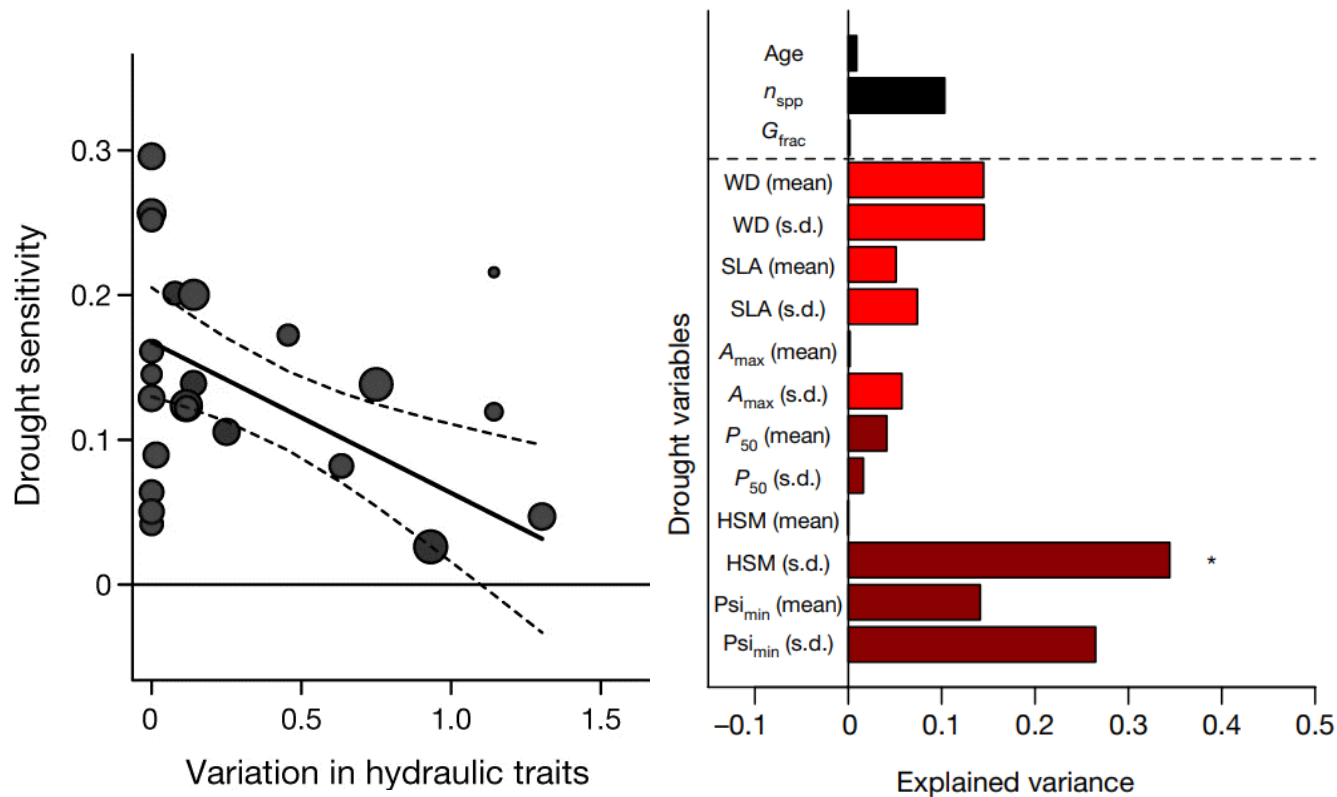 Drought sensitivity
0.3
0.2
0.1
0
0
0.5
1.0
1.5
Variation in hydraulic traits
Drought variables
Age
nspp
Gfrac
WD (mean)
WD (s.d.)
SLA (mean)
SLA (s.d.)
Amax (mean)
Amax (s.d.)
P50 (mean)
P50 (s.d.)
HSM (mean)
HSM (s.d.)
*
Psimin (mean)
Psimin (s.d.)
–0.1
0
0.1
0.2
0.3
0.4
0.5
Explained variance